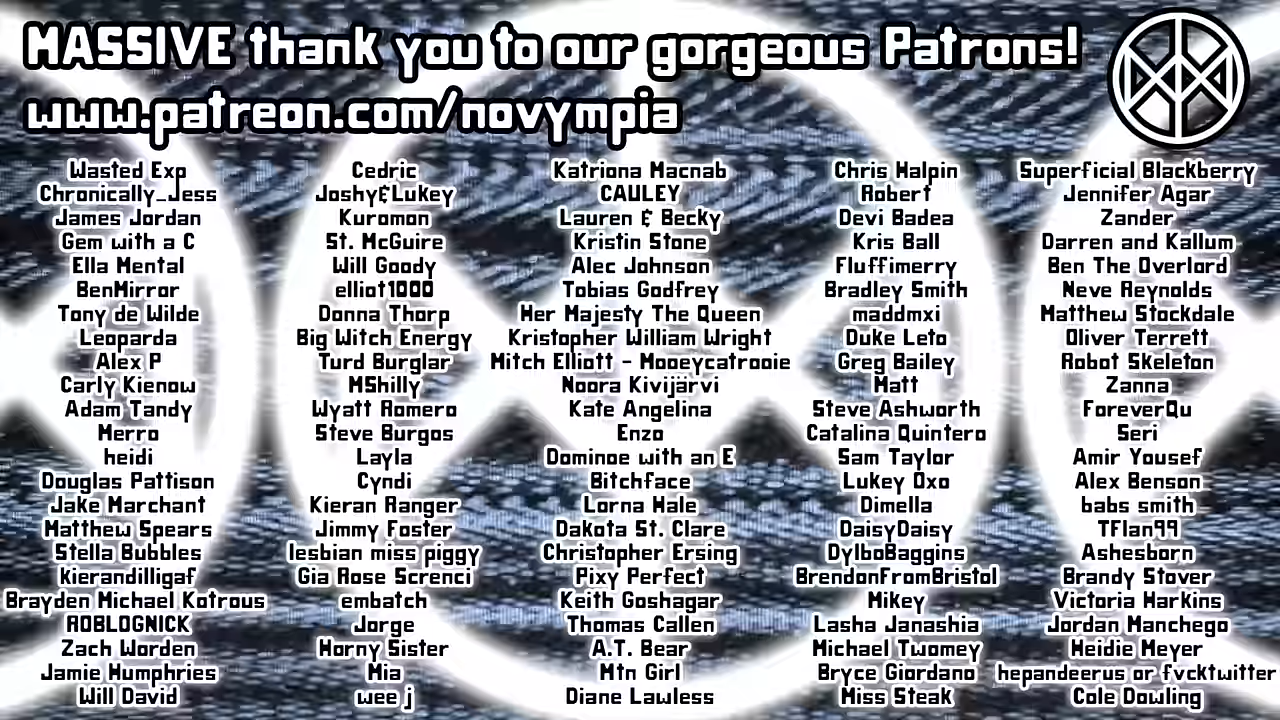 MASSIVE thank you to our gorgeous Patrons!
www.patreon.com/novympia
Wasted Exp
Chronically_Jess
James Jordan
Gem with a C
Ella Mental
BenMirror
Tony de Wilde
Leoparda
Alex P
Carly Kienow
Adam Tandy
Merro
heidi
Douglas Pattison
Jake Marchant
Matthew Spears
Stella Bubbles
kierandilligaf
Brayden Michael Kotrous
ROBLOGNICK
Zach Worden
Jamie Humphries
Will David
Cedric
Joshy&Lukey
Kuromon
St. McGuire
Will Goody
elliot1000
Donna Thorp
Big Witch Energy
Turd Burglar
MShilly
Wyatt Romero
Steve Burgos
Layla
Cyndi
Kieran Ranger
Jimmy Foster
lesbian miss piggy
Gia Rose Screnci
embatch
Jorge
Horny Sister
Mia
wee j
Katriona Macnab
CAULEY
Lauren & Becky
Kristin Stone
Alec Johnson
Tobias Godfrey
Her Majesty The Queen
Kristopher William Wright
Mitch Elliott - Mooeycatrooie
Noora Kivijärvi
Kate Angelina
Enzo
Dominoe with an E
Bitchface
Lorna Hale
Dakota St. Clare
Christopher Ersing
Pixy Perfect
Keith Goshagar
Thomas Callen
A.T. Bear
Mtn Girl
Diane Lawless
Chris Halpin
Robert
Devi Badea
Kris Ball
Fluffimerry
Bradley Smith
maddmxi
Duke Leto
Greg Bailey
Matt
Steve Ashworth
Catalina Quintero
Sam Taylor
Lukey Oxo
Dimella
DaisyDaisy
DylboBaggins
BrendonFromBristol
Mikey
Lasha Janashia
Michael Twomey
Bryce Giordano
Miss Steak
Superficial Blackberry
Jennifer Agar
Zander
Darren and Kallum
Ben The Overlord
Neve Reynolds
Matthew Stockdale
Oliver Terrett
Robot Skeleton
Zanna
ForeverQu
Seri
Amir Yousef
Alex Benson
babs smith
TFlan99
Ashesborn
Brandy Stover
Victoria Harkins
Jordan Manchego
Heidie Meyer
hepandeerus or fvcktwitter
Cole Dowling